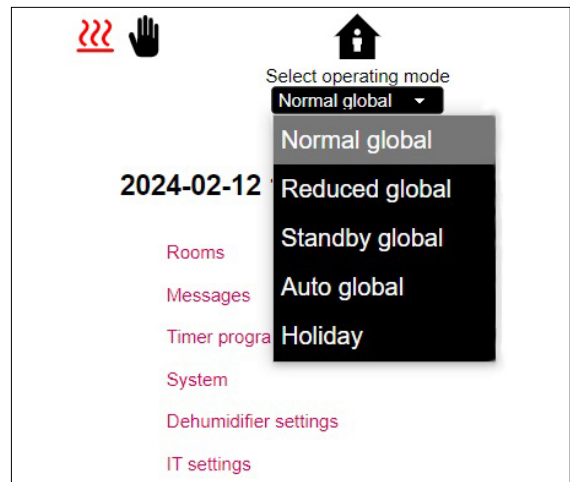 Select operating mode
Normal global
Normal global
2024-02-12
Reduced global
Standby global
Rooms
Auto global
Messages
Timer progra
Holiday
System
Dehumidifier settings
IT settings